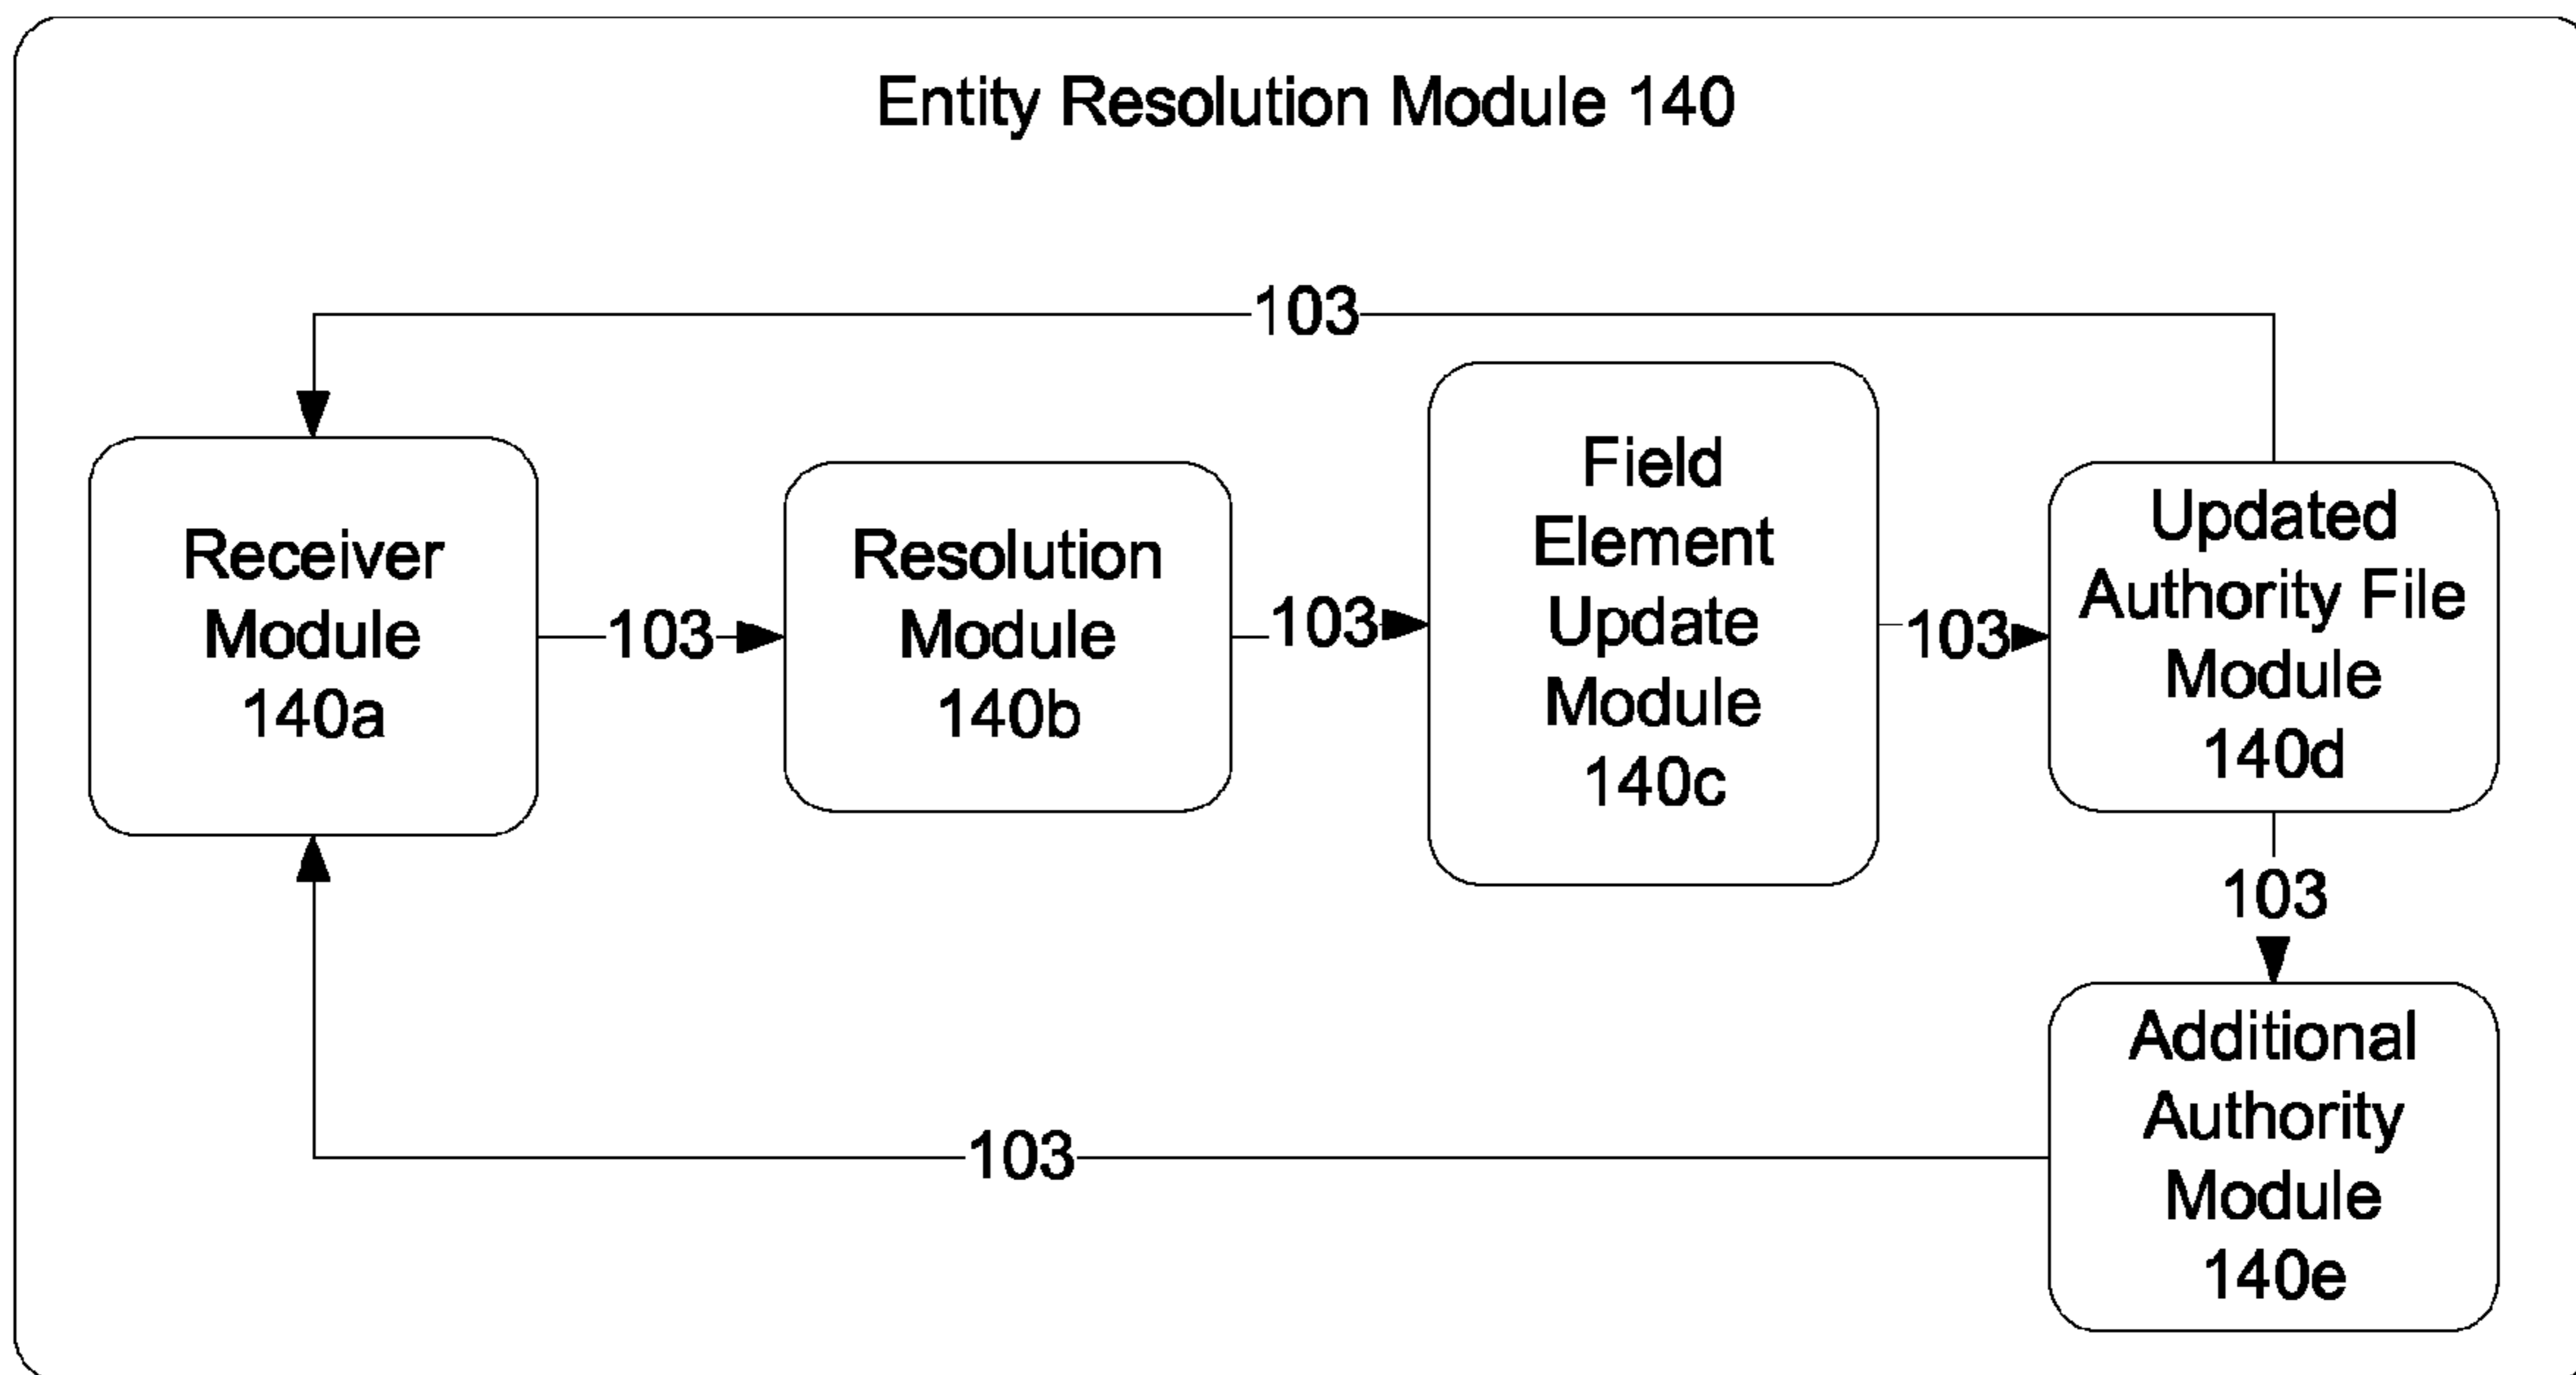 Entity Resolution Module 140
103
Receiver
Module
140a
103
Resolution
Module
140b
103
Field
Element
Update
Module
140c
103
Updated
Authority File
Module
140d
103
Additional
Authority
Module
140e
103